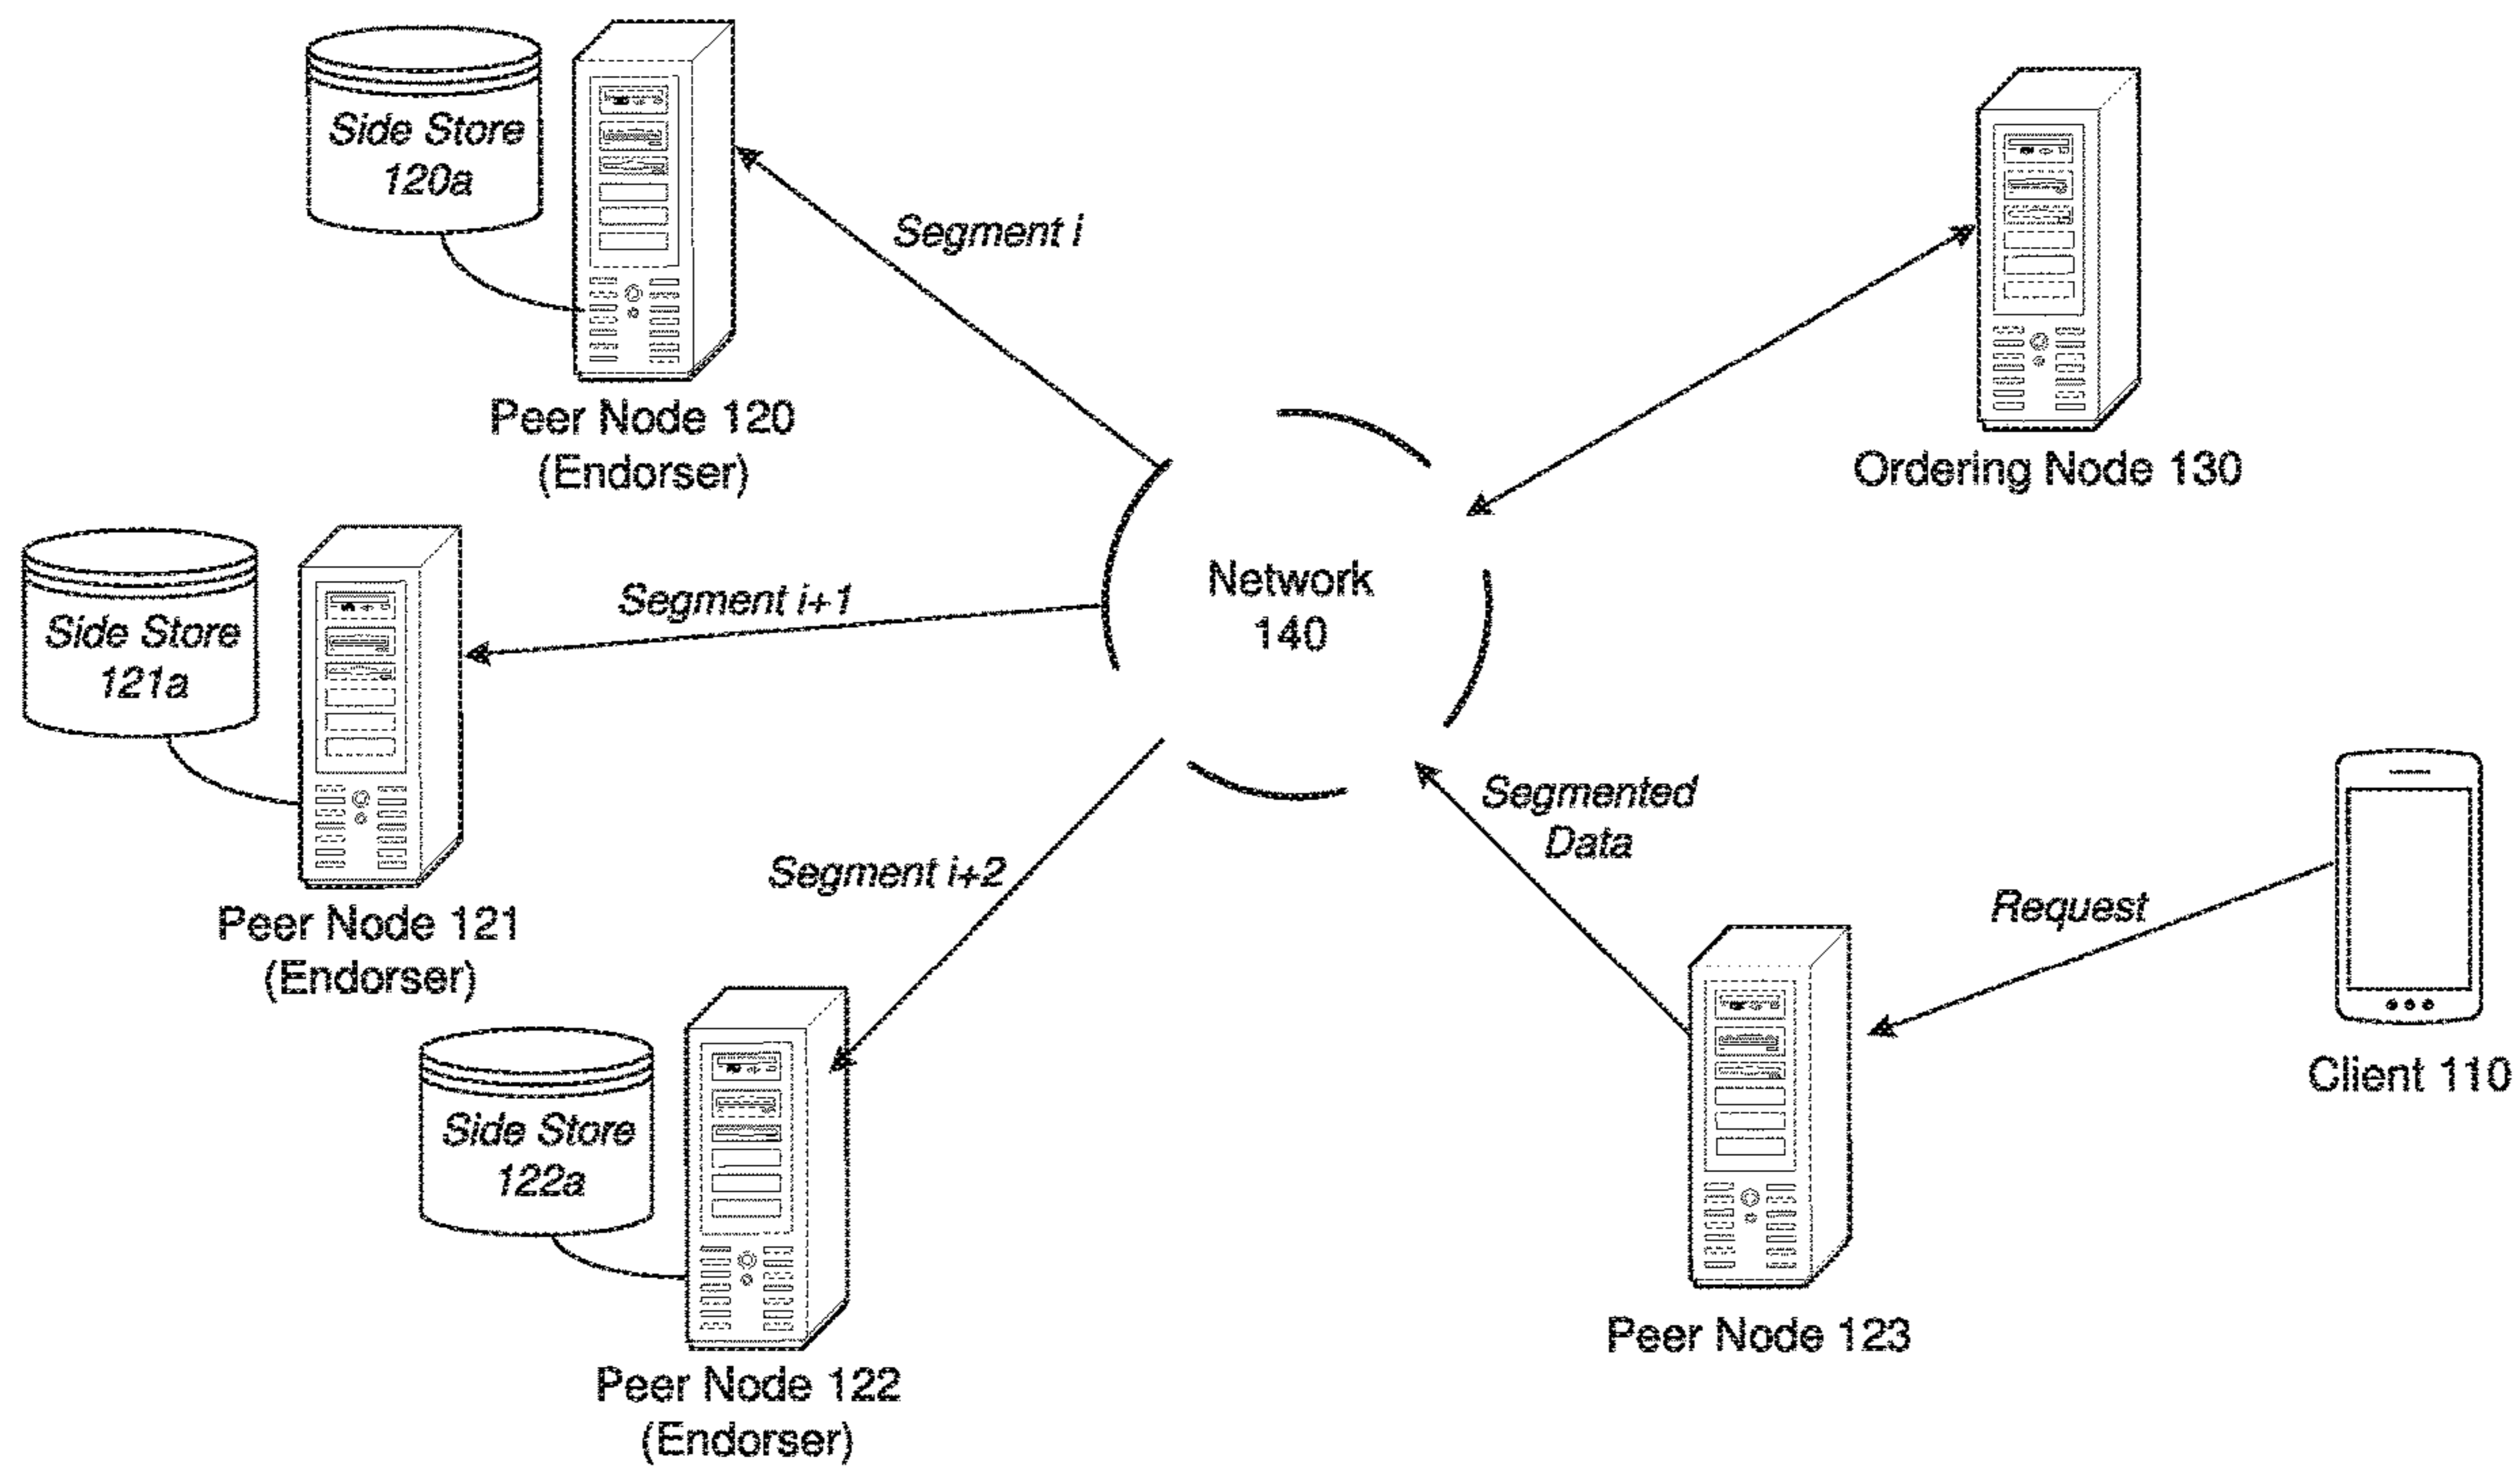 Side Store
120a
Segment i
Peer Node 120
(Endorser)
Ordering Node 130
Side Store
121a
Segment i+1
Network
140
Peer Node 121
(Endorser)
Segment i+2
Segmented
Data
Request
Client 110
Side Store
122a
Peer Node 122
(Endorser)
Peer Node 123